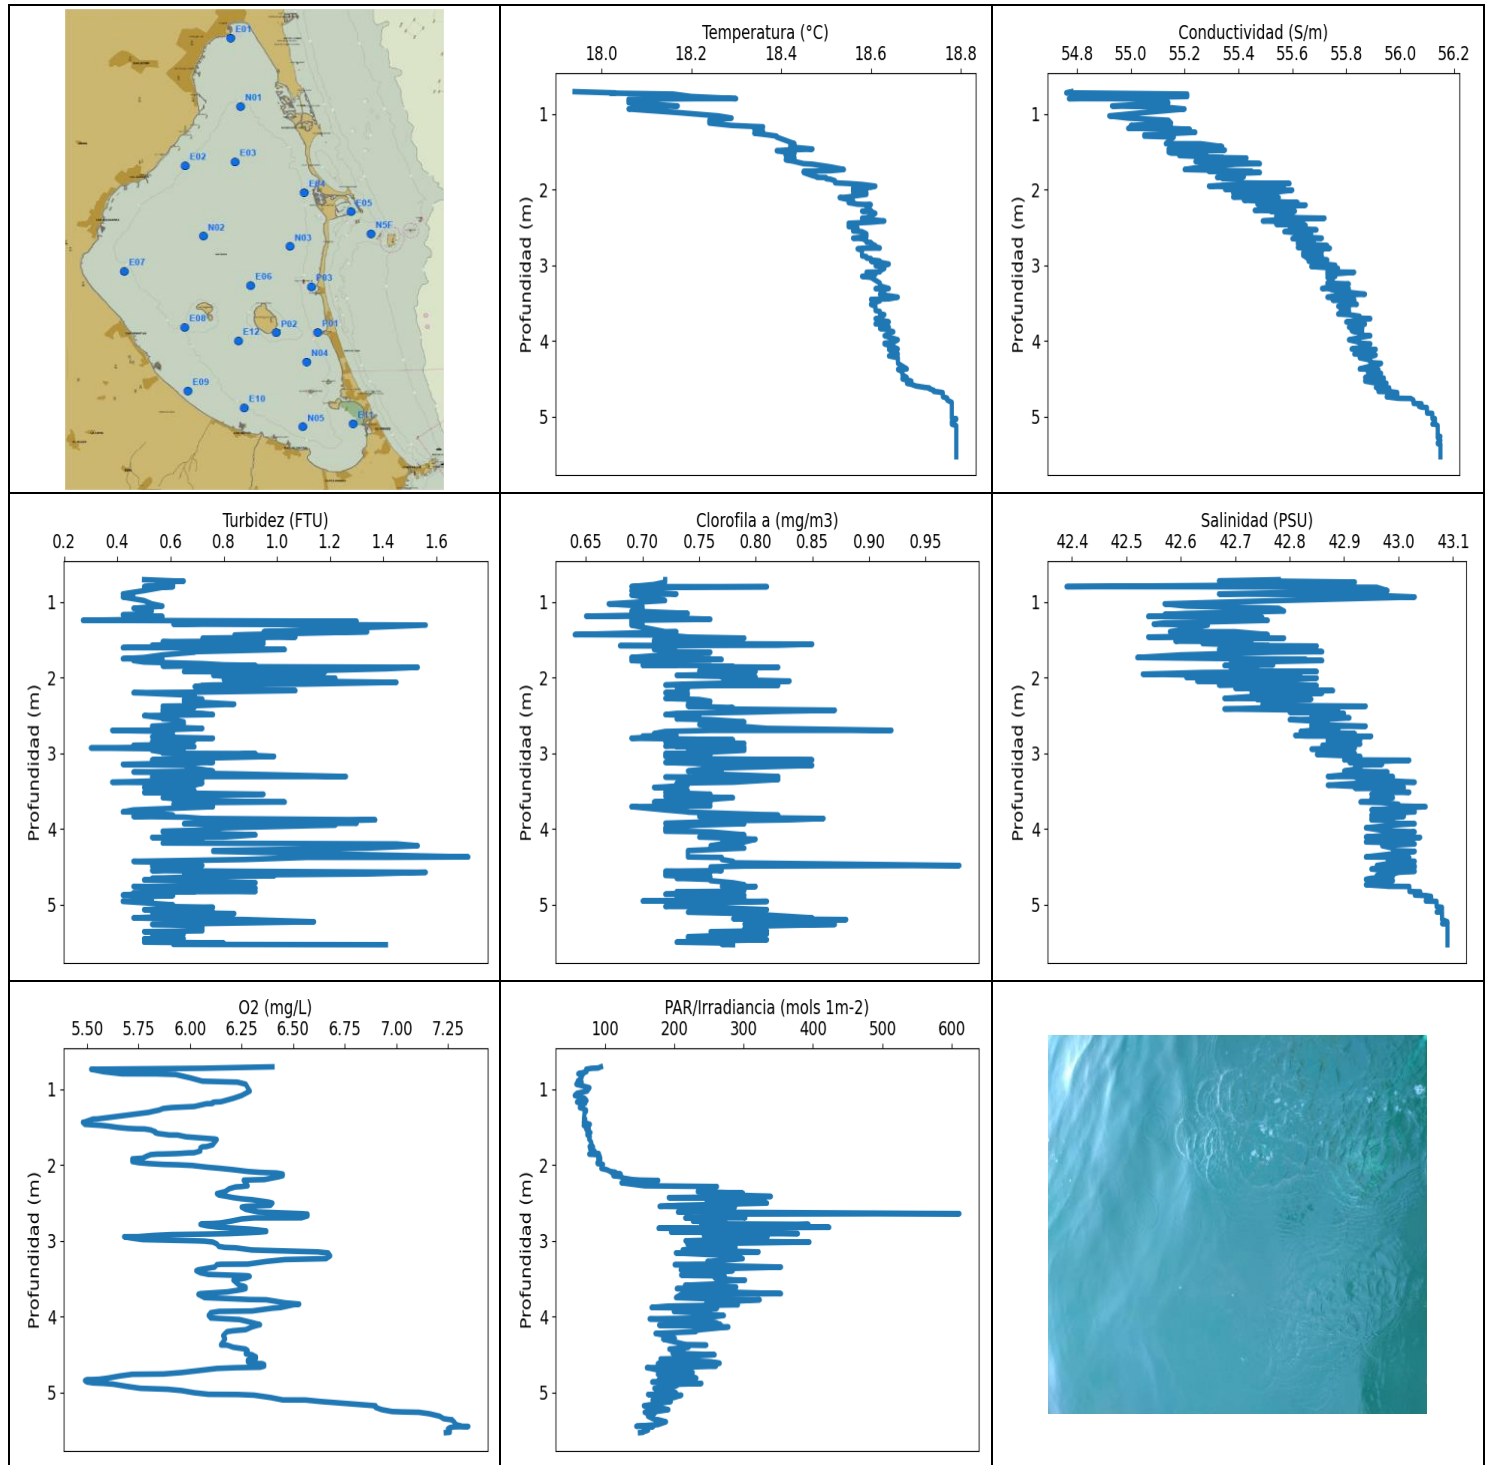 E01
N01
E02
E03
E04
E05
N5F
N02
N03
E07
E06
P03
E08
E12
P02
P01
N04
E09
E10
N05
E11
Temperatura (°C)
18.0 18.2 18.4 18.6 18.8
Profundidad (m)
1
2
3
4
5
Conductividad (S/m)
54.8 55.0 55.2 55.4 55.6 55.8 56.0 56.2
Profundidad (m)
1
2
3
4
5
Turbidez (FTU)
0.2 0.4 0.6 0.8 1.0 1.2 1.4 1.6
Profundidad (m)
1
2
3
4
5
Clorofila a (mg/m3)
0.65 0.70 0.75 0.80 0.85 0.90 0.95
Profundidad (m)
1
2
3
4
5
Salinidad (PSU)
42.4 42.5 42.6 42.7 42.8 42.9 43.0 43.1
Profundidad (m)
1
2
3
4
5
O2 (mg/L)
5.50 5.75 6.00 6.25 6.50 6.75 7.00 7.25
Profundidad (m)
1
2
3
4
5
PAR/Irradiancia (mols 1m-2)
100 200 300 400 500 600
Profundidad (m)
1
2
3
4
5